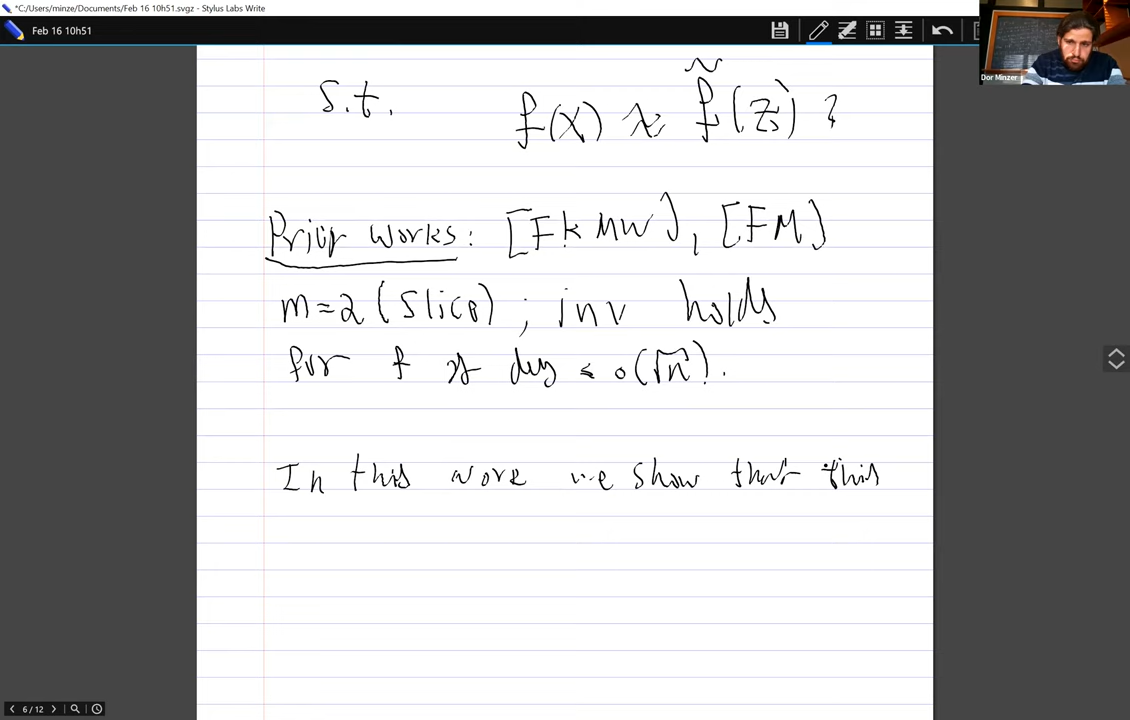 *C:/Users/minze/Documents/Feb 16 10h51.svgz - Stylus Labs Write
Feb 16 10h51
Dor Minzer
s.t. f(x) ≈ f̃(z) ?
Prior works: [FKMW], [FM]
m=2 (slice); inv holds
for f of deg ≤ o(√n).
In this work we show that this
6 / 12